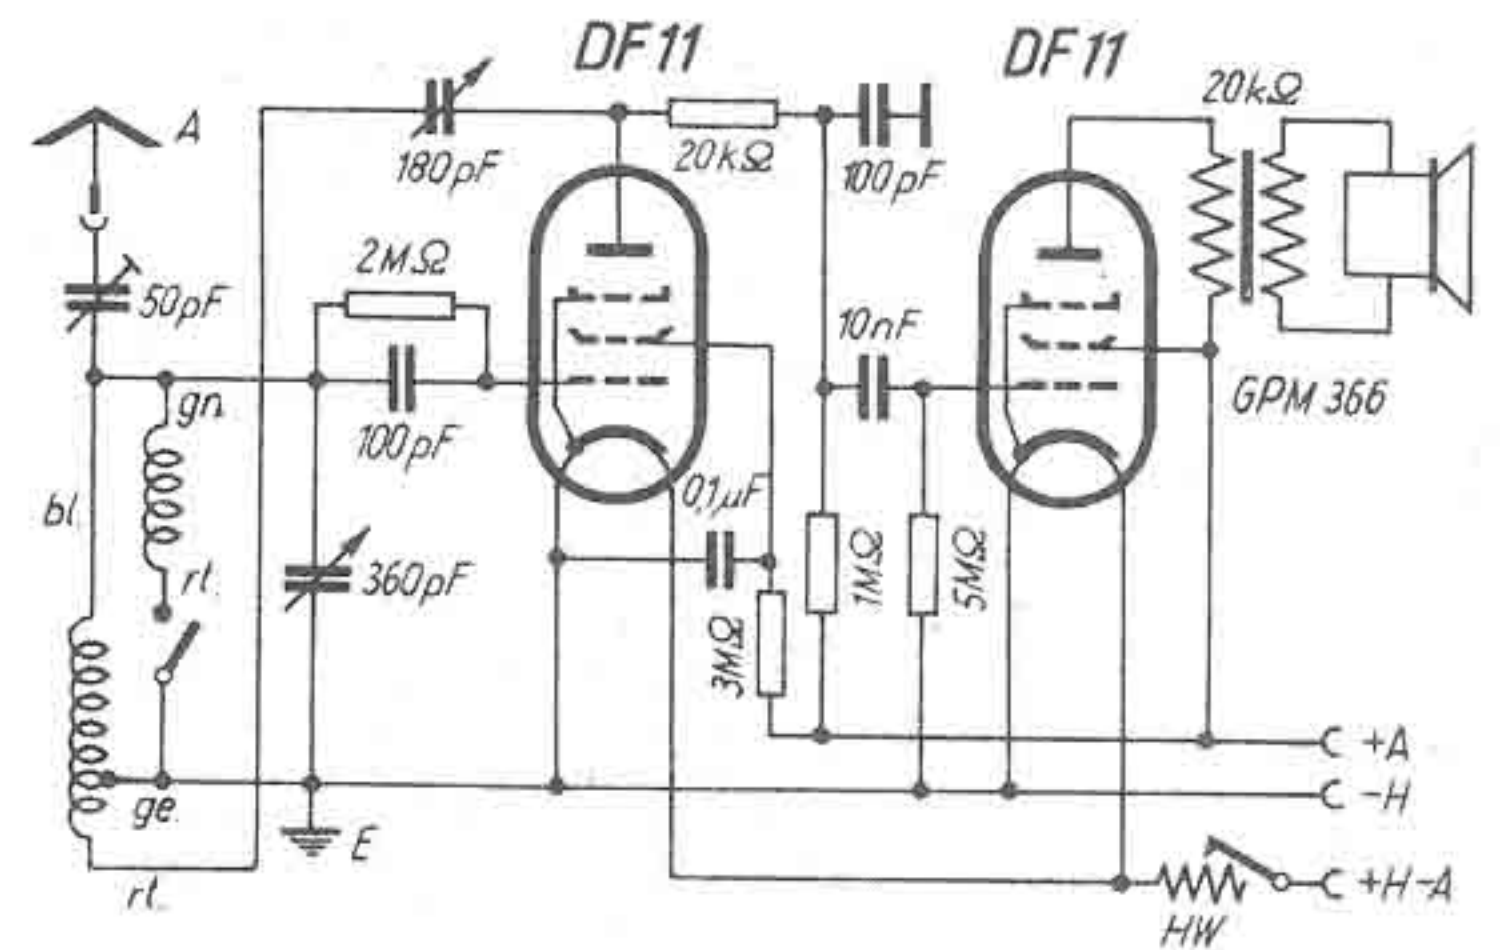 DF11
DF11
A
180pF
20kΩ
100pF
20kΩ
2MΩ
50pF
10nF
gn.
100pF
GPM 366
bl.
0,1µF
rt.
360pF
3MΩ
1MΩ
5MΩ
+A
-H
ge.
E
rt.
+H-A
HW